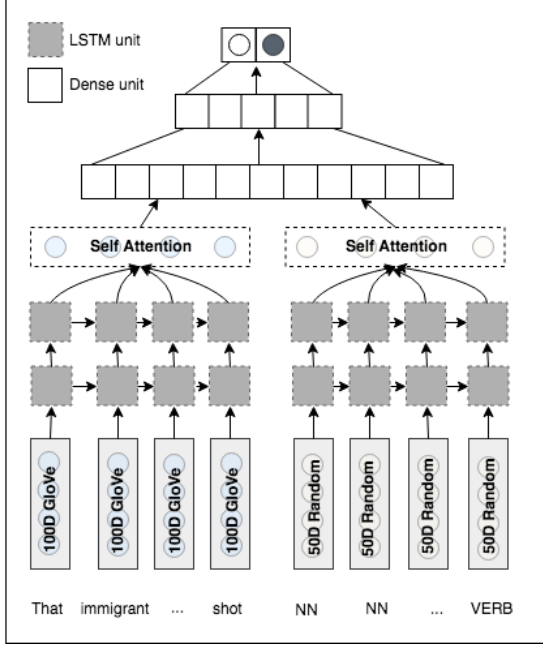 LSTM unit
Dense unit
Self Attention Self Attention
100D GloVe 100D GloVe 100D GloVe 100D GloVe 50D Random 50D Random 50D Random 50D Random
That immigrant ... shot NN NN ... VERB